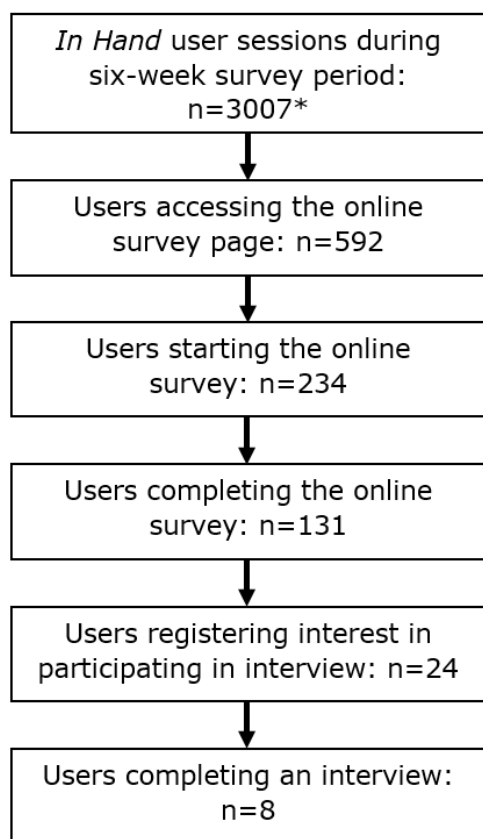 In Hand user sessions during
six-week survey period:
n=3007*
Users accessing the online
survey page: n=592
Users starting the online
survey: n=234
Users completing the online
survey: n=131
Users registering interest in
participating in interview: n=24
Users completing an interview:
n=8